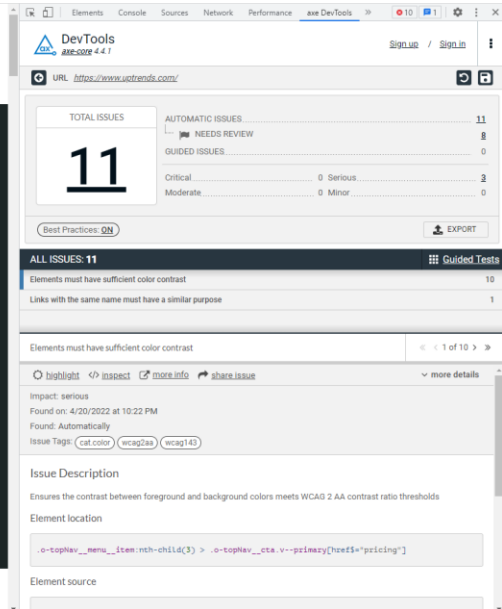 Elements Console Sources Network Performance axe DevTools » 10 1
axe DevTools
axe-core 4.4.1
Sign up / Sign in
URL https://www.uptrends.com/
TOTAL ISSUES
11
AUTOMATIC ISSUES 11
NEEDS REVIEW 8
GUIDED ISSUES 0
Critical 0 Serious 3
Moderate 0 Minor 0
Best Practices: ON EXPORT
ALL ISSUES: 11 Guided Tests
Elements must have sufficient color contrast 10
Links with the same name must have a similar purpose 1
Elements must have sufficient color contrast « < 1 of 10 > »
highlight </> inspect more info share issue more details
Impact: serious
Found on: 4/20/2022 at 10:22 PM
Found: Automatically
Issue Tags: cat.color wcag2aa wcag143
Issue Description
Ensures the contrast between foreground and background colors meets WCAG 2 AA contrast ratio thresholds
Element location
.o-topNav__menu__item:nth-child(3) > .o-topNav__cta.v--primary[href$="pricing"]
Element source